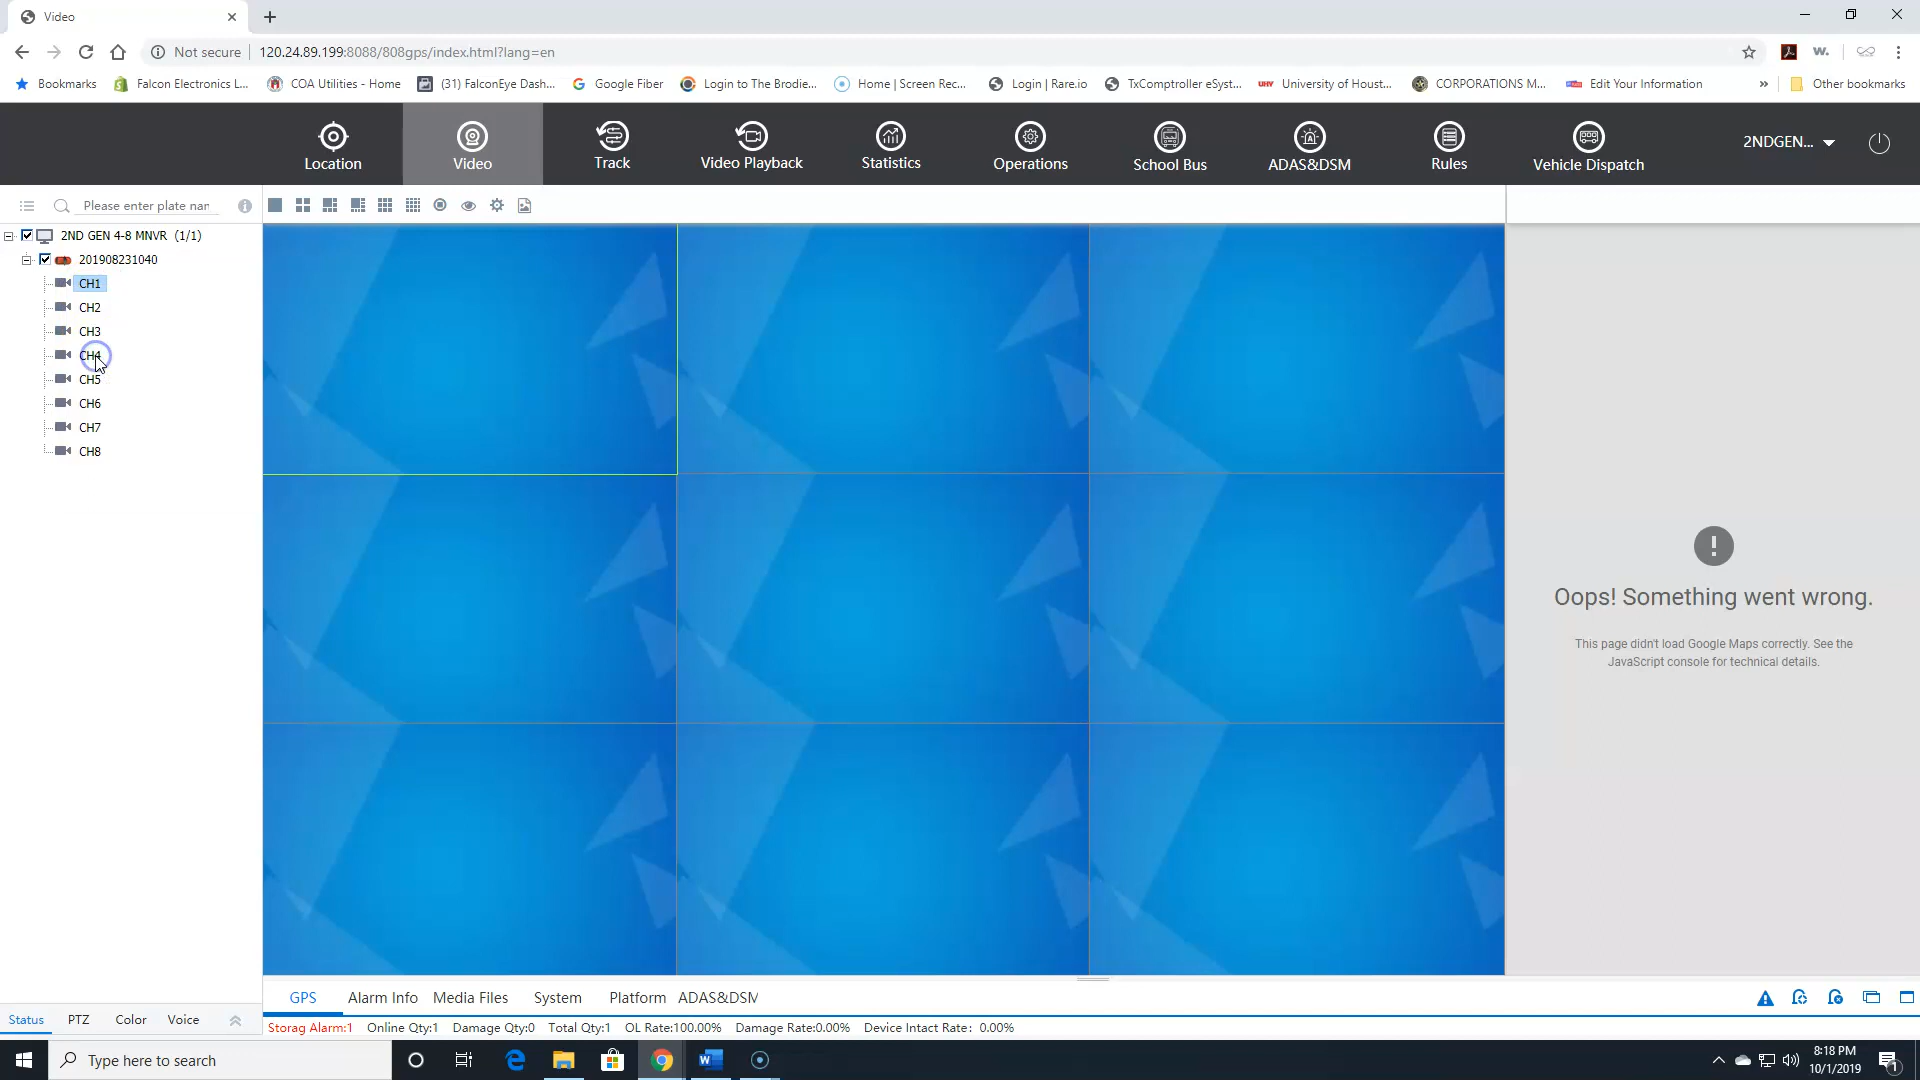 Video
Not secure 120.24.89.199:8088/808gps/index.html?lang=en
W.
Bookmarks Falcon Electronics L... COA Utilities - Home (31) FalconEye Dash... Google Fiber Login to The Brodie... Home | Screen Rec... Login | Rare.io TxComptroller eSyst... UHV University of Houst... CORPORATIONS M... Edit Your Information » Other bookmarks
Location Video Track Video Playback Statistics Operations School Bus ADAS&DSM Rules Vehicle Dispatch 2NDGEN...
Please enter plate nar
2ND GEN 4-8 MNVR (1/1)
201908231040
CH1
CH2
CH3
CH4
CH5
CH6
CH7
CH8
Oops! Something went wrong.
This page didn't load Google Maps correctly. See the
JavaScript console for technical details.
GPS Alarm Info Media Files System Platform ADAS&DSM
Status PTZ Color Voice
Storag Alarm:1 Online Qty:1 Damage Qty:0 Total Qty:1 OL Rate:100.00% Damage Rate:0.00% Device Intact Rate: 0.00%
Type here to search
8:18 PM
10/1/2019
1